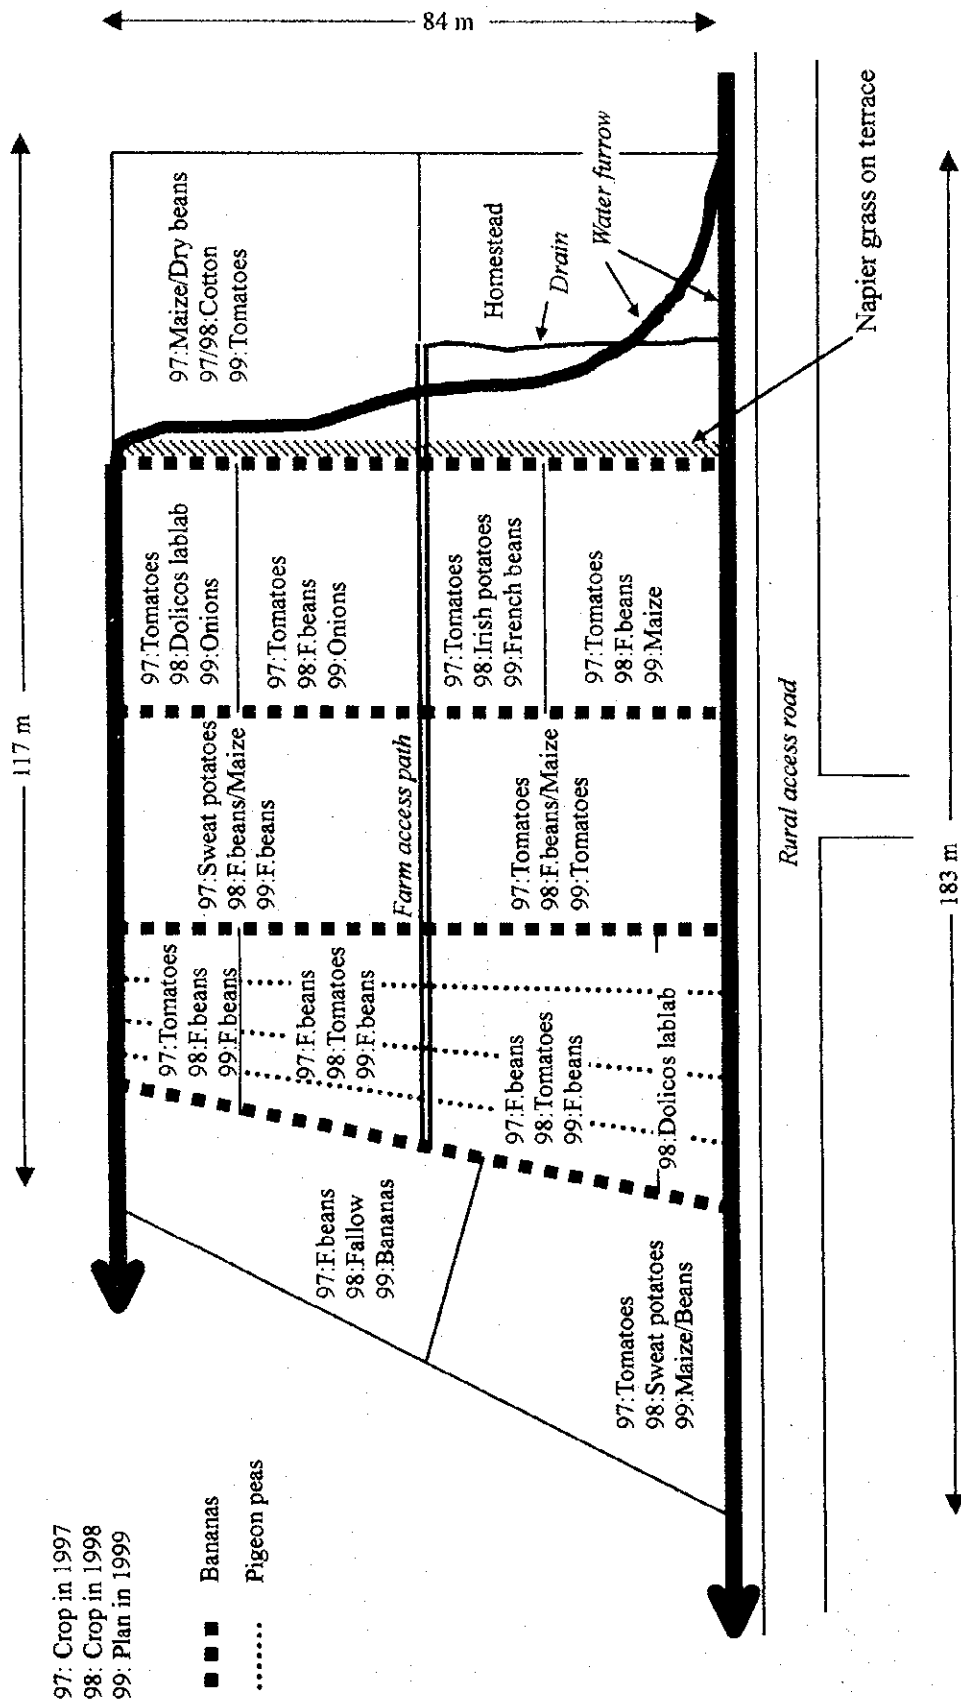 84 m
117 m
97:Maize/Dry beans
97/98:Cotton
99:Tomatoes
Homestead
Drain
Water furrow
Napier grass on terrace
97:Tomatoes
98:Dolicos lablab
99:Onions
97:Tomatoes
98:F.beans
99:Onions
97:Tomatoes
98:Irish potatoes
99:French beans
97:Tomatoes
98:F.beans
99:Maize
97:Sweat potatoes
98:F.beans/Maize
99:F.beans
Farm access path
97:Tomatoes
98:F.beans/Maize
99:Tomatoes
Rural access road
183 m
97:Tomatoes
98:F.beans
99:F.beans
97:F.beans
98:Tomatoes
99:F.beans
97:F.beans
98:Tomatoes
99:F.beans
98:Dolicos lablab
97:F.beans
98:Fallow
99:Bananas
97:Tomatoes
98:Sweat potatoes
99:Maize/Beans
97: Crop in 1997
98: Crop in 1998
99: Plan in 1999
Bananas
Pigeon peas